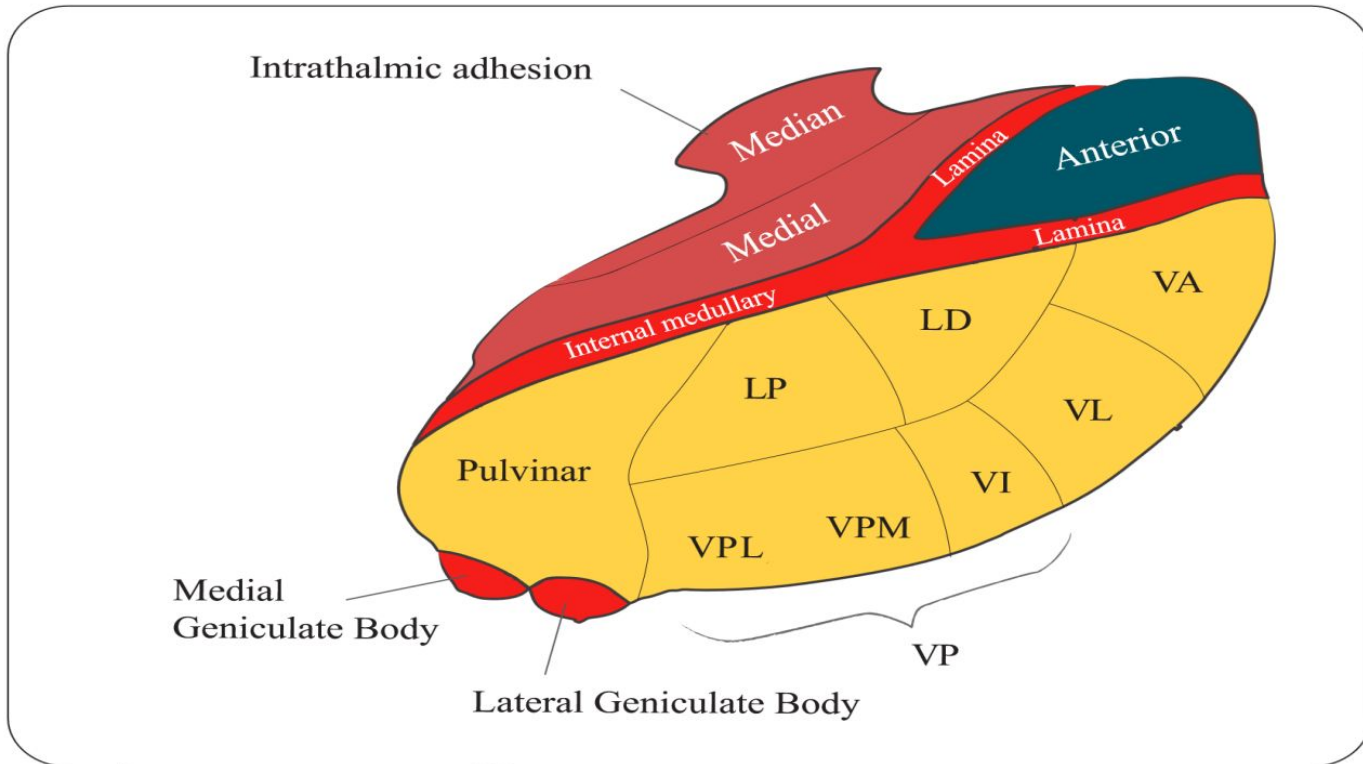 Intrathalmic adhesion
Median
Lamina
Anterior
Medial
Lamina
Internal medullary
VA
LD
LP
VL
Pulvinar
VI
VPM
VPL
Medial
Geniculate Body
VP
Lateral Geniculate Body